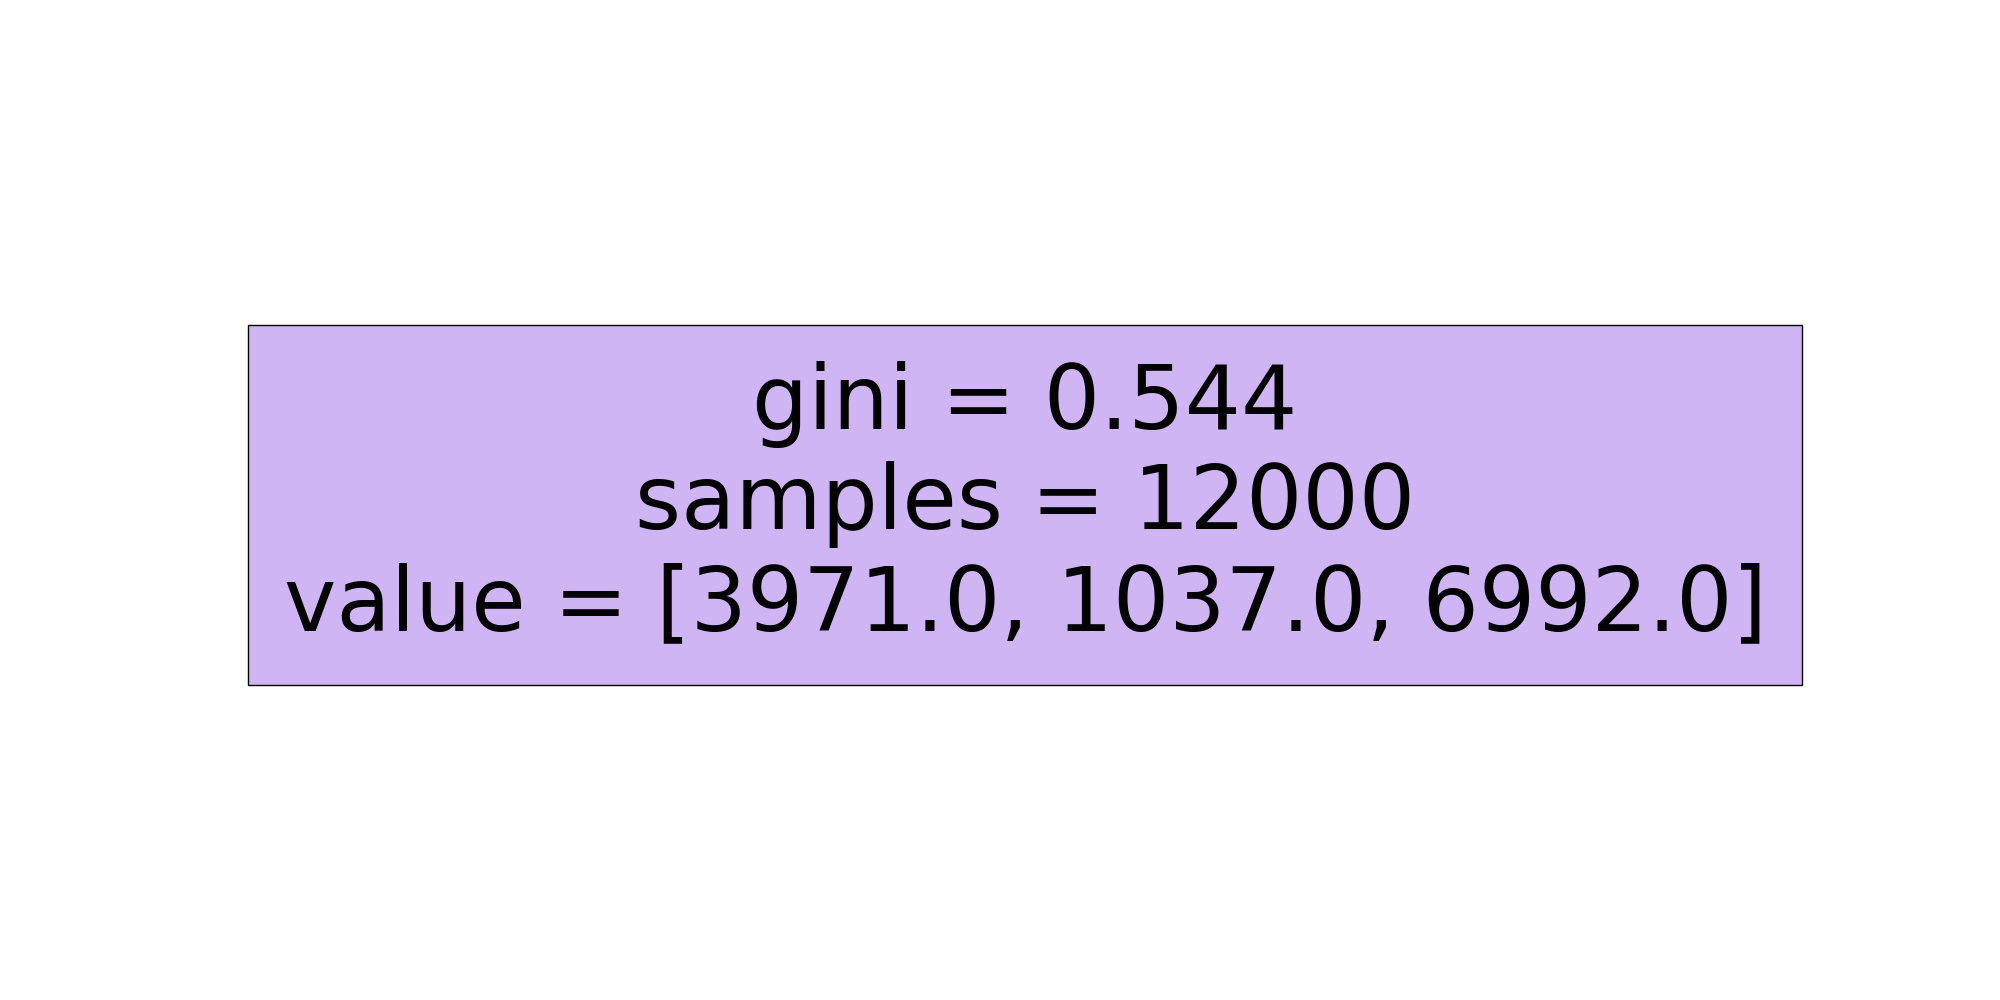 gini = 0.544
samples = 12000
value = [3971.0, 1037.0, 6992.0]